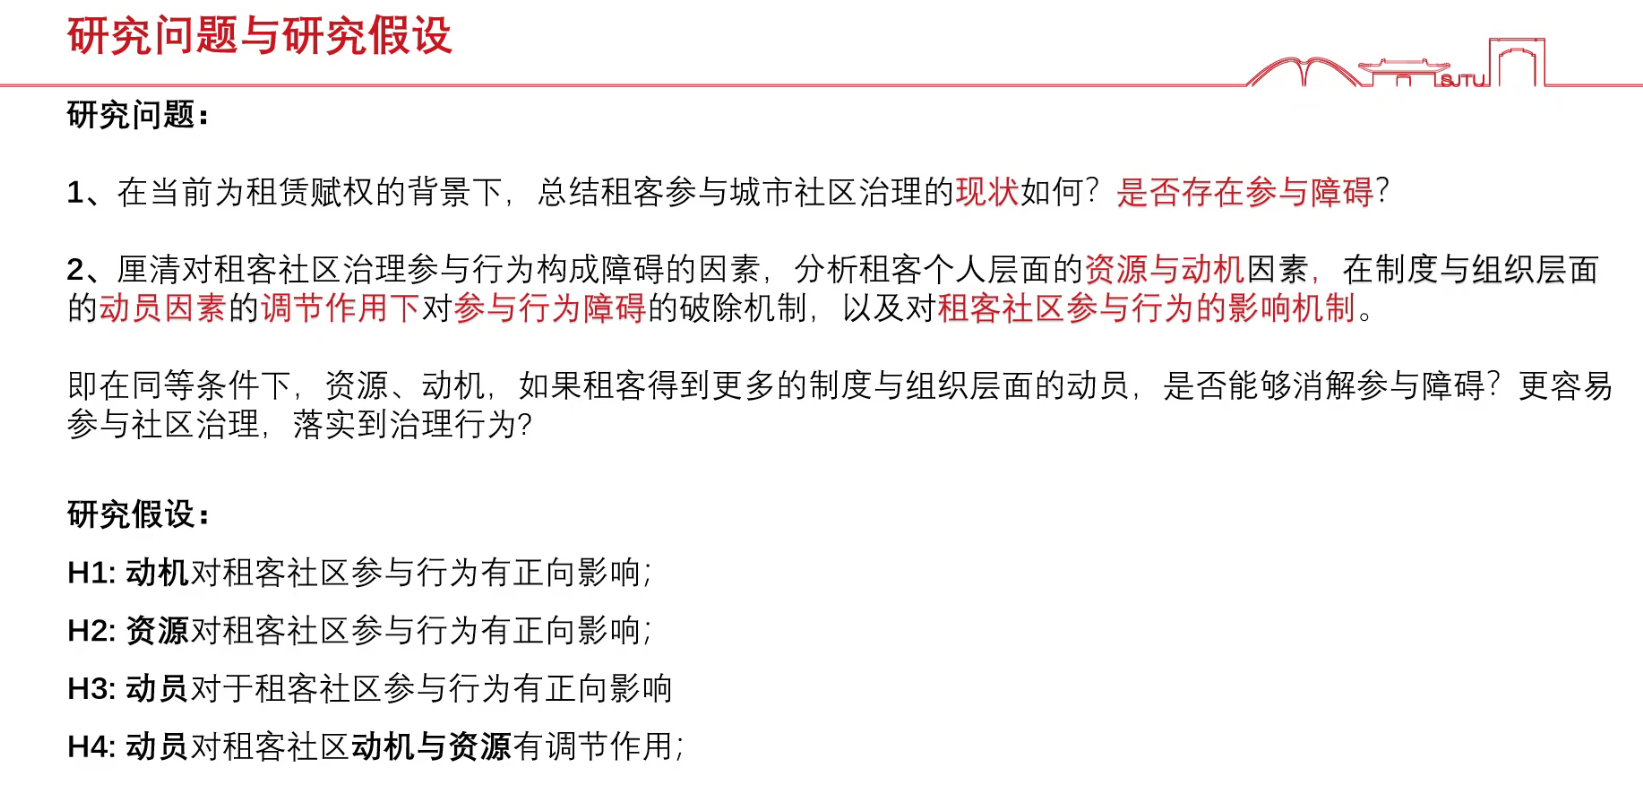 研究问题与研究假设
SJTU
研究问题：
1、在当前为租赁赋权的背景下，总结租客参与城市社区治理的现状如何？是否存在参与障碍？
2、厘清对租客社区治理参与行为构成障碍的因素，分析租客个人层面的资源与动机因素，在制度与组织层面
的动员因素的调节作用下对参与行为障碍的破除机制，以及对租客社区参与行为的影响机制。
即在同等条件下，资源、动机，如果租客得到更多的制度与组织层面的动员，是否能够消解参与障碍？更容易
参与社区治理，落实到治理行为?
研究假设：
H1: 动机对租客社区参与行为有正向影响；
H2: 资源对租客社区参与行为有正向影响；
H3: 动员对于租客社区参与行为有正向影响
H4: 动员对租客社区动机与资源有调节作用；